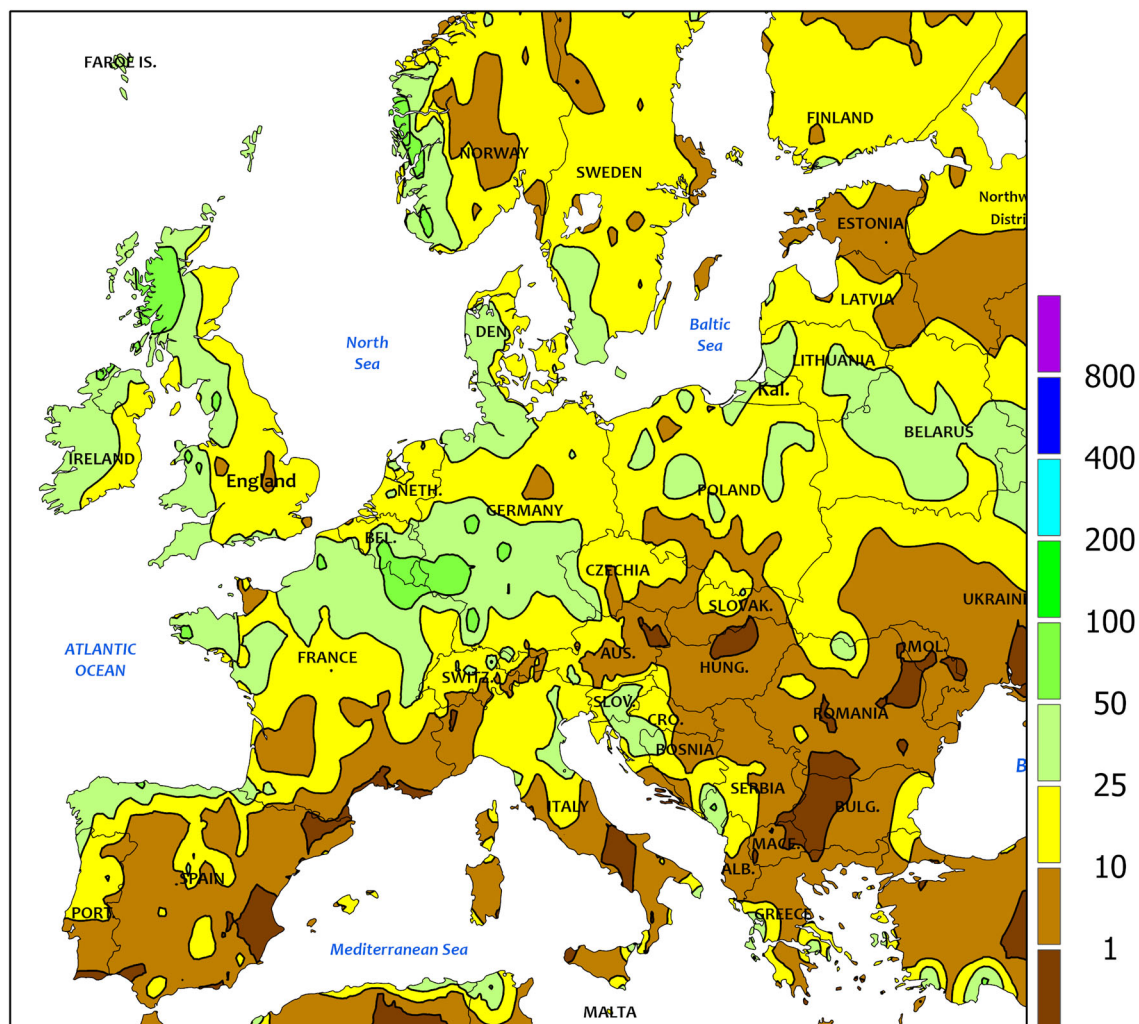 FAROE IS.
FINLAND
NORWAY
SWEDEN
Northw
Distri
ESTONIA
LATVIA
North
Sea
DEN.
Baltic
Sea
LITHUANIA
Kal.
BELARUS
IRELAND
England
NETH.
GERMANY
POLAND
BEL.
CZECHIA
SLOVAK.
UKRAINE
ATLANTIC
OCEAN
FRANCE
SWITZ.
AUS.
HUNG.
MOL.
SLOV.
CRO.
BOSNIA
ROMANIA
B
SERBIA
ITALY
BULG.
MACE.
ALB.
SPAIN
PORT.
GREECE
Mediterranean Sea
MALTA
800
400
200
100
50
25
10
1